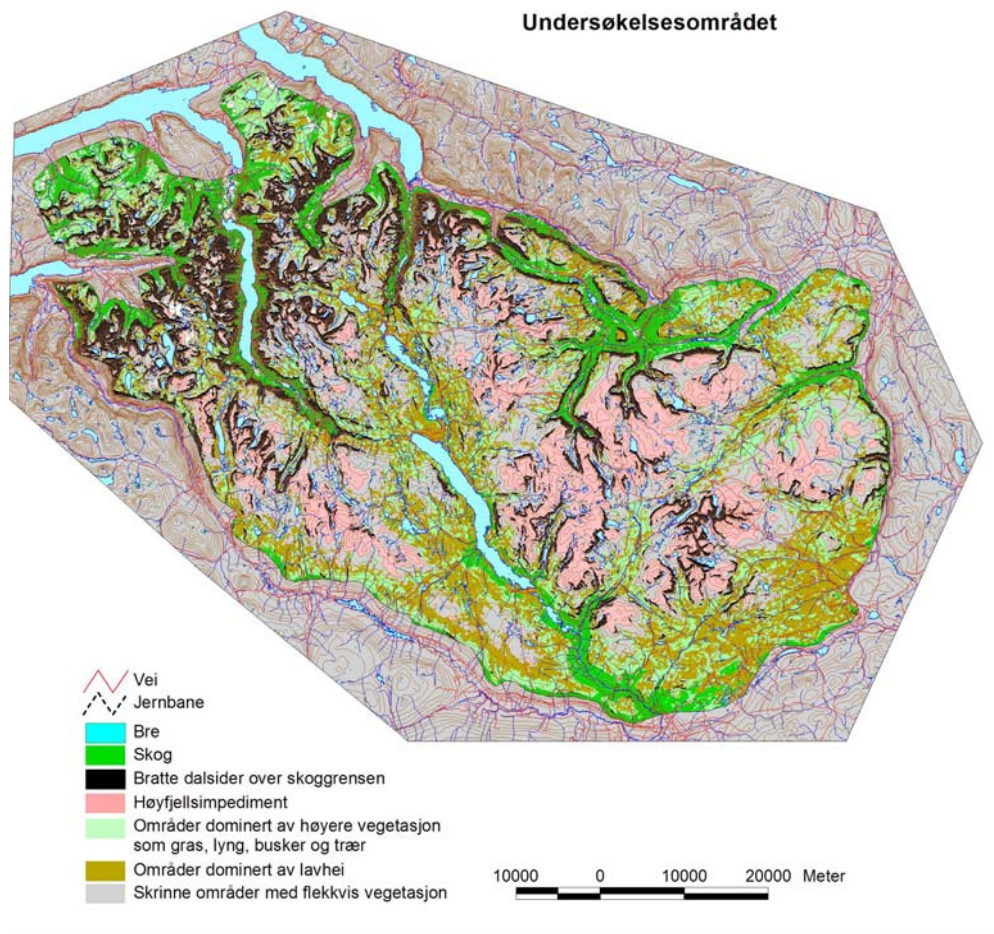 Undersøkelsesområdet
Vei
Jernbane
Bre
Skog
Bratte dalsider over skoggrensen
Høyfjellsimpediment
Områder dominert av høyere vegetasjon
som gras, lyng, busker og trær
Områder dominert av lavhei
Skrinne områder med flekkvis vegetasjon
10000 0 10000 20000 Meter